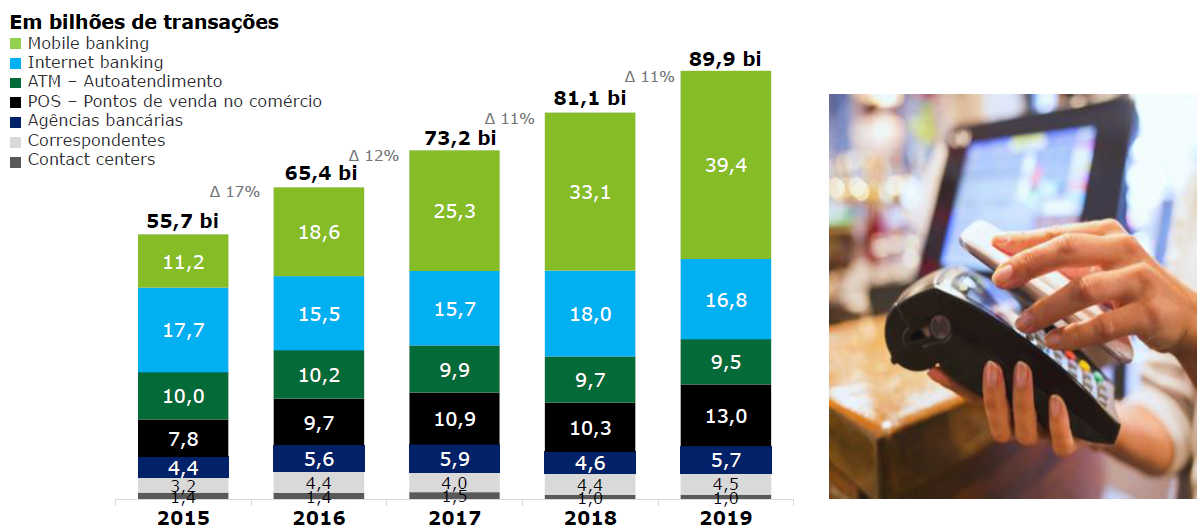 Em bilhões de transações
Mobile banking
Internet banking
ATM – Autoatendimento
POS – Pontos de venda no comércio
Agências bancárias
Correspondentes
Contact centers
55,7 bi
Δ 17%
65,4 bi
Δ 12%
73,2 bi
Δ 11%
81,1 bi
Δ 11%
89,9 bi
11,2
18,6
25,3
33,1
39,4
17,7
15,5
15,7
18,0
16,8
10,0
10,2
9,9
9,7
9,5
7,8
9,7
10,9
10,3
13,0
4,4
5,6
5,9
4,6
5,7
3,2
4,4
4,0
4,4
4,5
1,4
1,4
1,5
1,0
1,0
2015
2016
2017
2018
2019